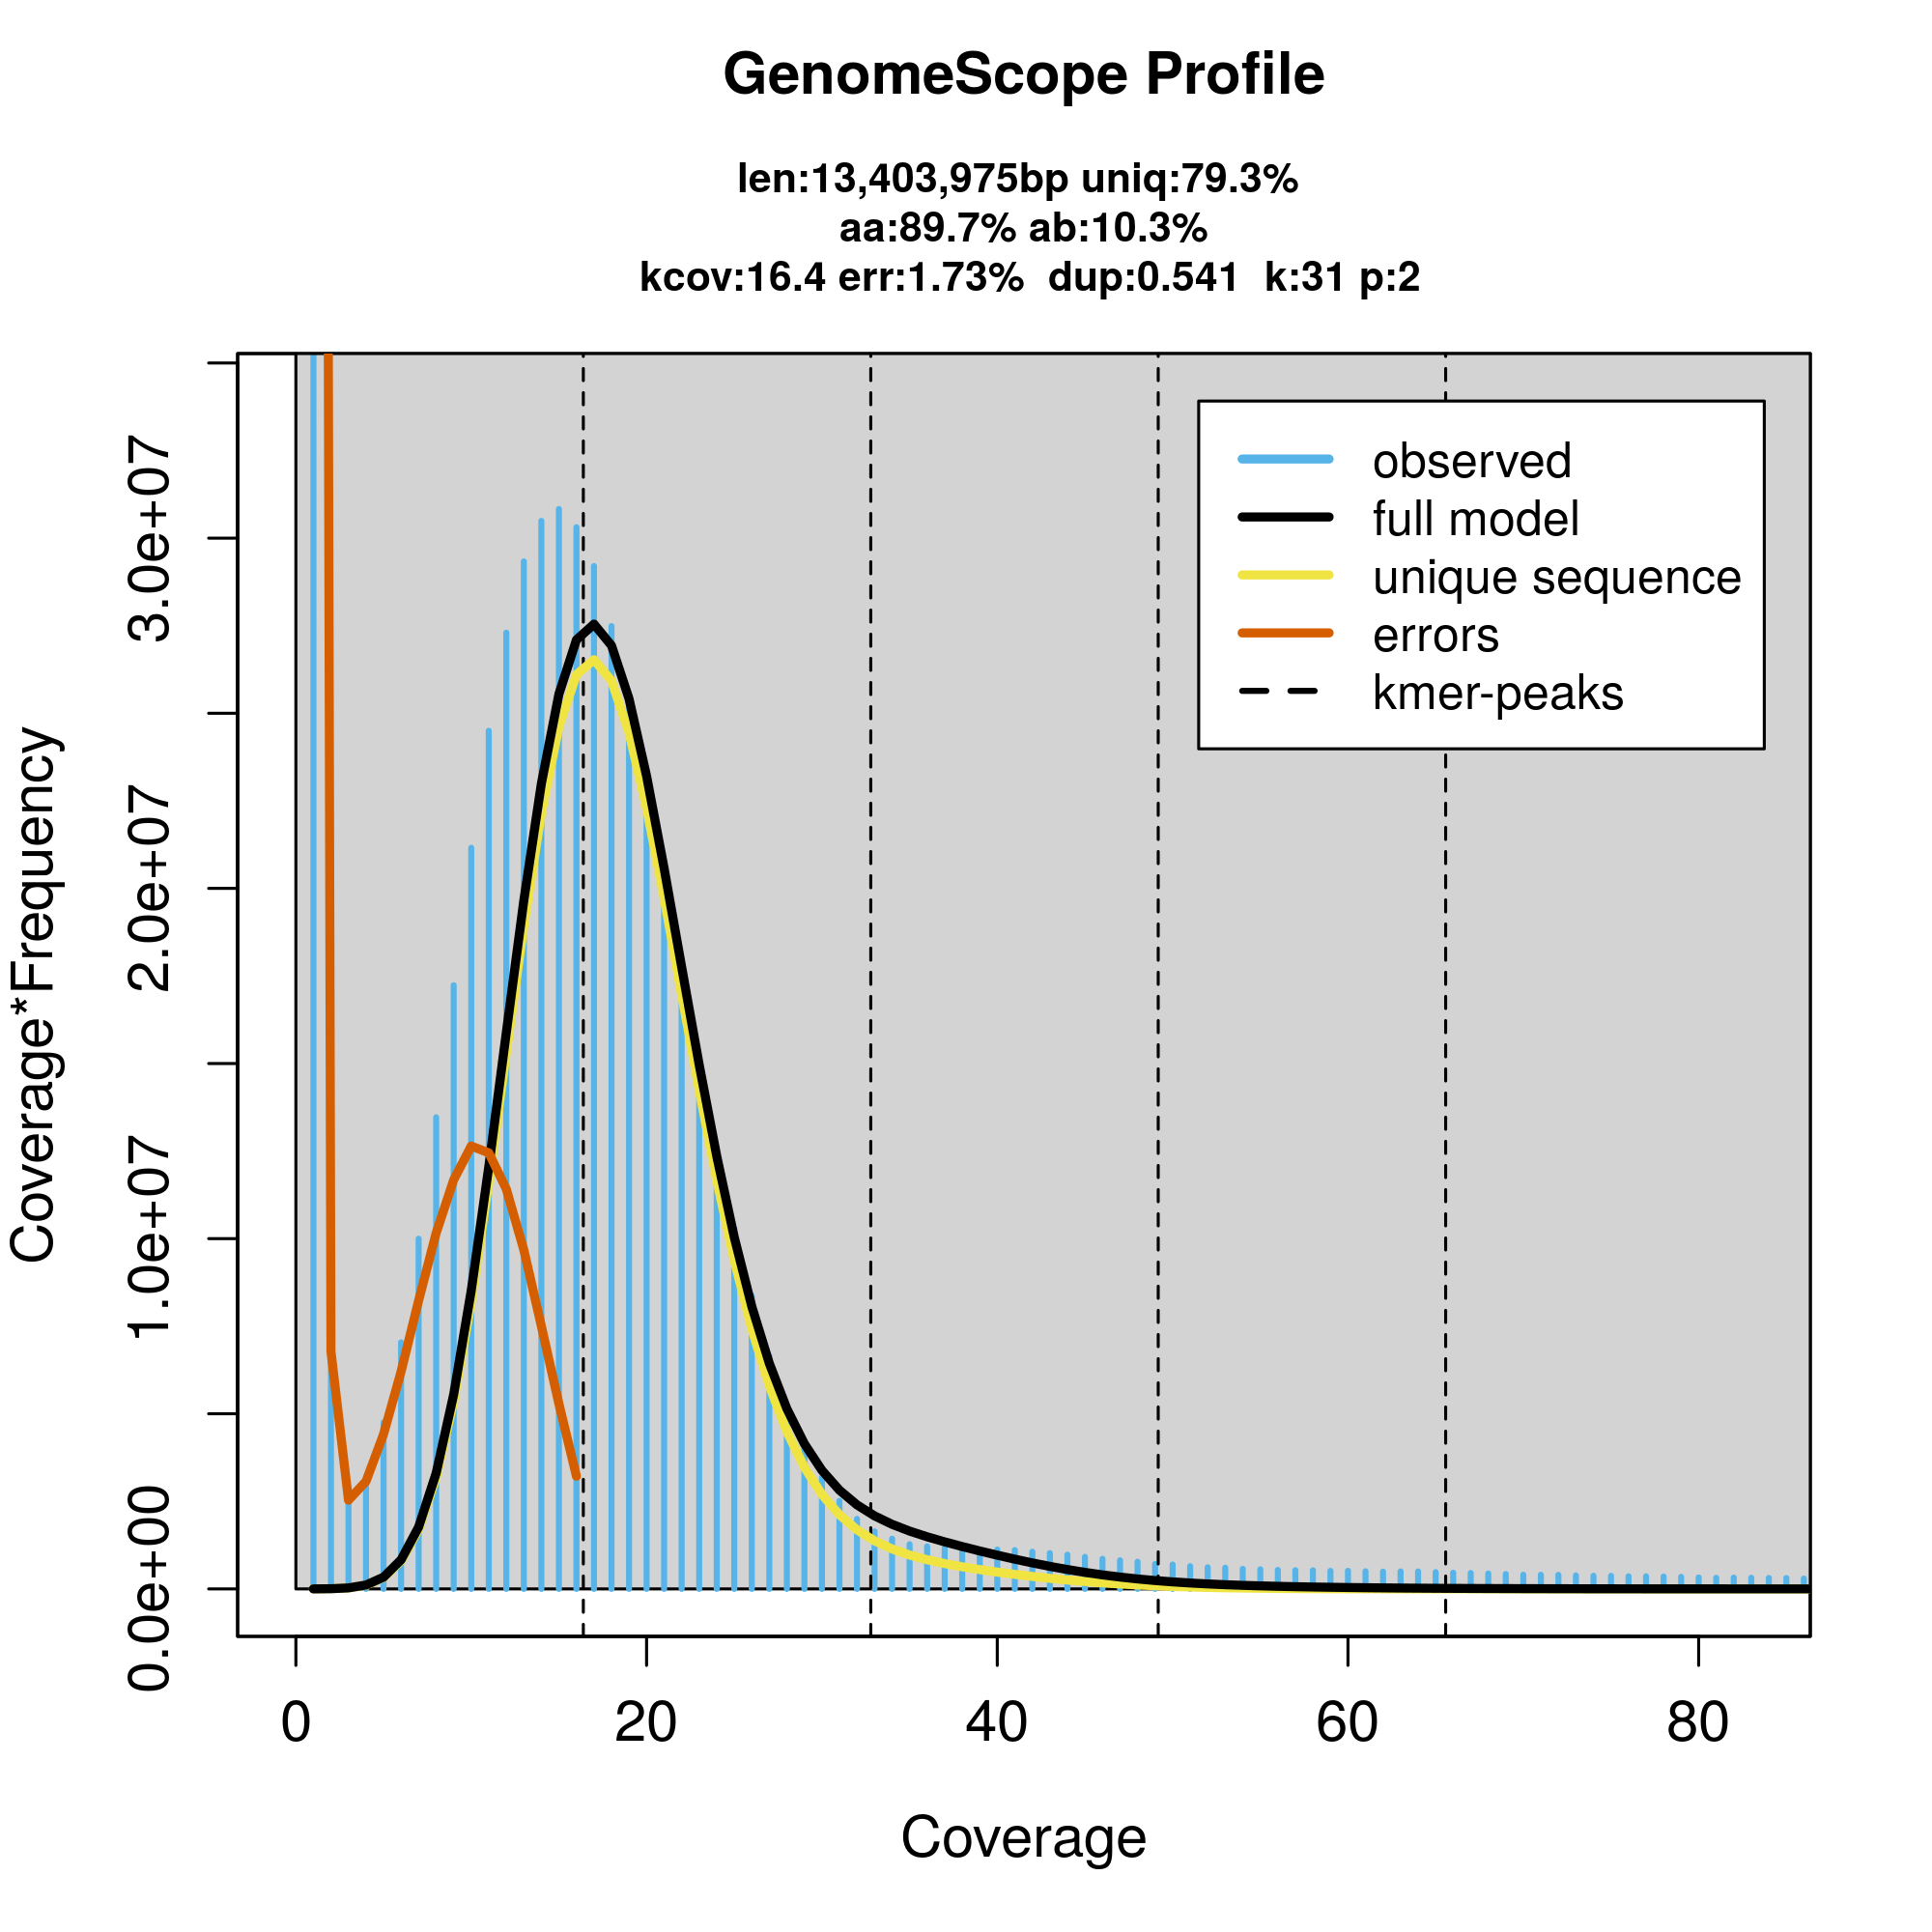 GenomeScope Profile
len:13,403,975bp uniq:79.3%
aa:89.7% ab:10.3%
kcov:16.4 err:1.73%  dup:0.541  k:31 p:2
observed
full model
unique sequence
errors
kmer-peaks
Coverage*Frequency
3.0e+07
2.0e+07
1.0e+07
0.0e+00
0 20 40 60 80
Coverage